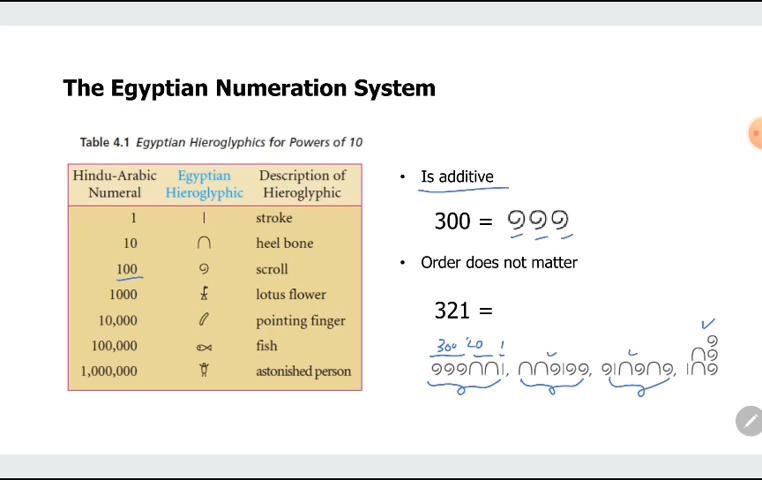 The Egyptian Numeration System
Table 4.1 Egyptian Hieroglyphics for Powers of 10
Hindu-Arabic Numeral Egyptian Hieroglyphic Description of Hieroglyphic
1 | stroke
10 ∩ heel bone
100 scroll
1000 lotus flower
10,000 pointing finger
100,000 fish
1,000,000 astonished person
• Is additive
300 =
• Order does not matter
321 =
300 20 1